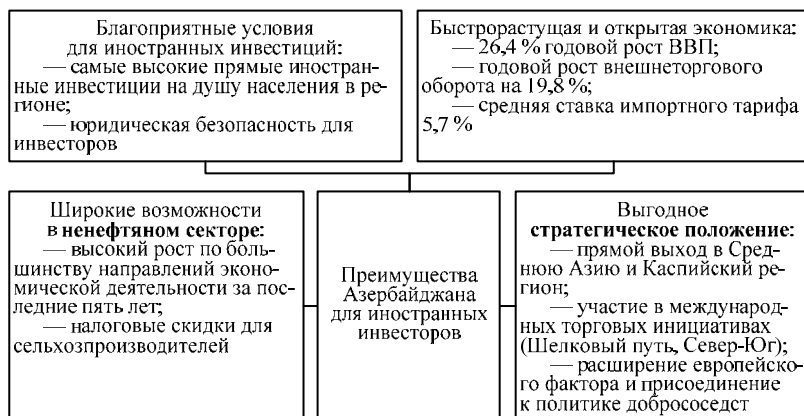 Благоприятные условия
для иностранных инвестиций:
— самые высокие прямые иностран-
ные инвестиции на душу населения в ре-
гионе;
— юридическая безопасность для
инвесторов
Быстрорастущая и открытая экономика:
— 26,4 % годовой рост ВВП;
— годовой рост внешнеторгового
оборота на 19,8 %;
— средняя ставка импортного тарифа
5,7 %
Широкие возможности
в ненефтяном секторе:
— высокий рост по боль-
шинству направлений эконо-
мической деятельности за по-
следние пять лет;
— налоговые скидки для
сельхозпроизводителей
Преимущества
Азербайджана
для иностранных
инвесторов
Выгодное
стратегическое положение:
— прямой выход в Сред-
нюю Азию и Каспийский ре-
гион;
— участие в международ-
ных торговых инициативах
(Шелковый путь, Север-Юг);
— расширение европейско-
го фактора и присоединение
к политике добрососедст